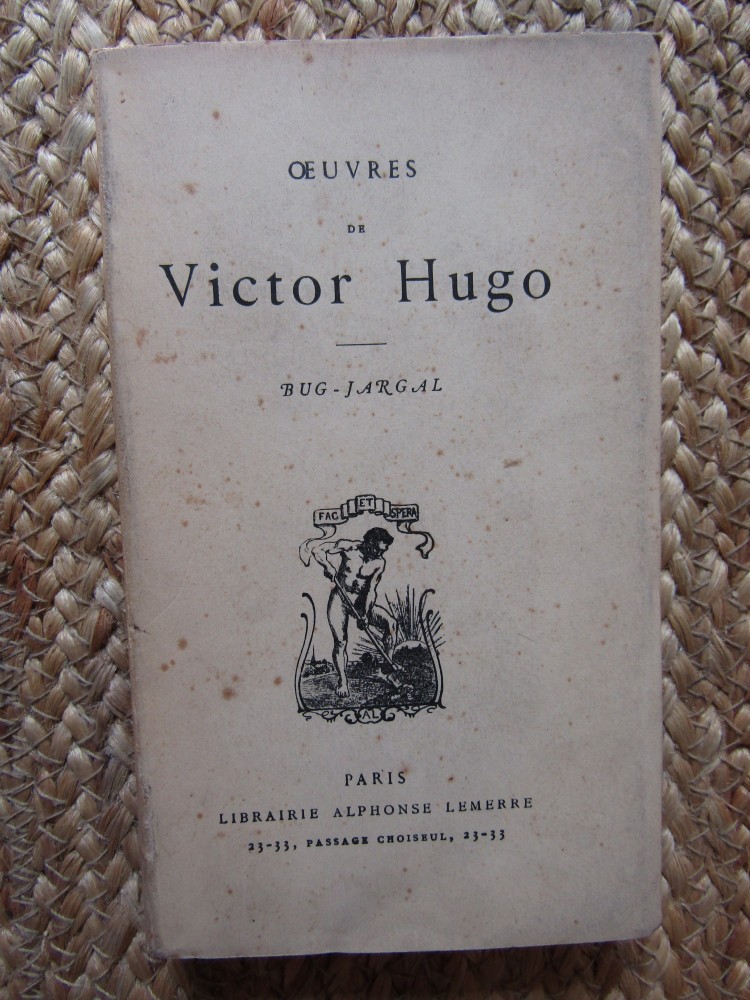 ŒUVRES
DE
Victor Hugo
BUG-JARGAL
FAC ET SPERA
AL
PARIS
LIBRAIRIE ALPHONSE LEMERRE
23-33, PASSAGE CHOISEUL, 23-33